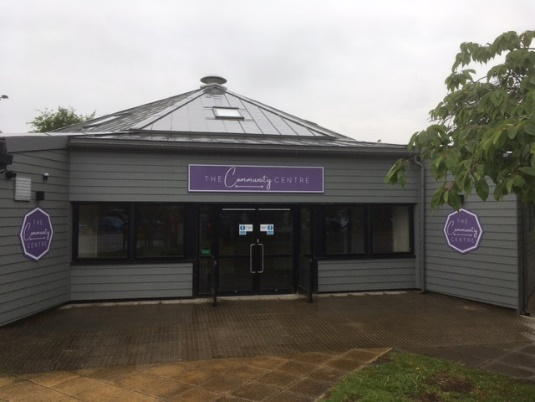 THE Community CENTRE
THE
Community
CENTRE
THE
Community
CENTRE